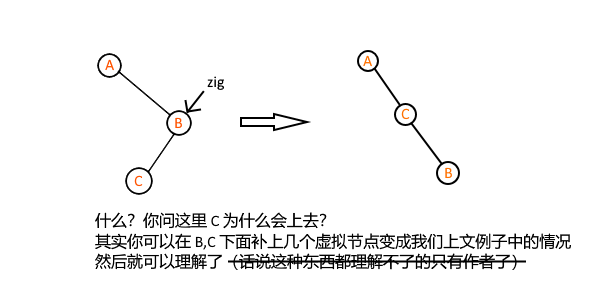 A
A
zig
B
C
C
B
什么？你问这里 C 为什么会上去？
其实你可以在 B,C 下面补上几个虚拟节点变成我们上文例子中的情况
然后就可以理解了（话说这种东西都理解不了的只有作者了）